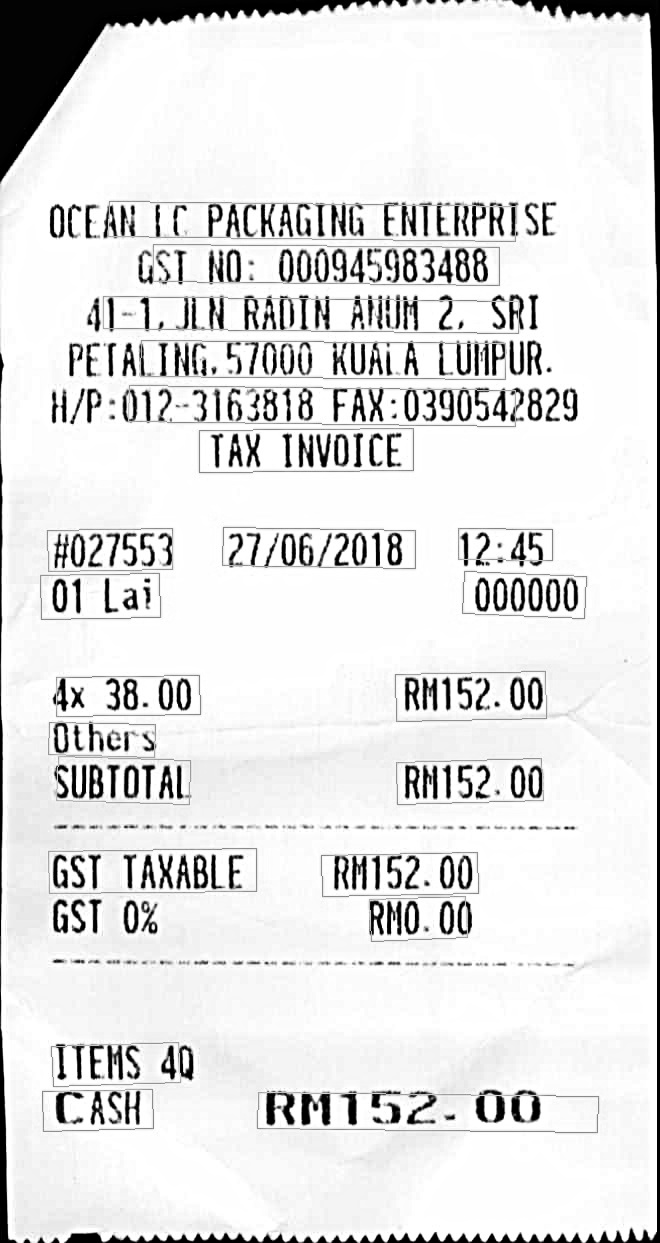 OCEAN LC PACKAGING ENTERPRISE
GST NO: 000945983488
41-1, JLN RADIN ANUM 2, SRI
PETALING, 57000 KUALA LUMPUR.
H/P:012-3163818 FAX:0390542829
TAX INVOICE
#027553 27/06/2018 12:45
01 Lai 000000
4x 38.00 RM152.00
Others
SUBTOTAL RM152.00
GST TAXABLE RM152.00
GST 0% RM0.00
ITEMS 4Q
CASH RM152.00